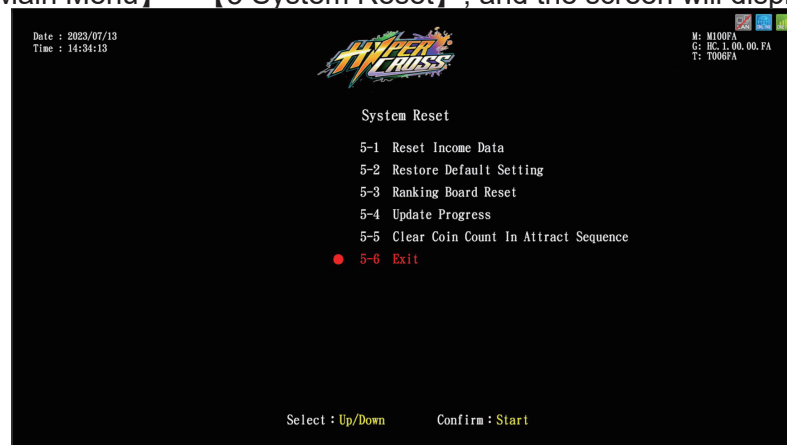 Main Menu】 【5 System Reset】, and the screen will displ
Date : 2023/07/13
Time : 14:34:13
HYPER
CROSS
M: M100FA
G: HC.1.00.00.FA
T: T006FA
System Reset
5-1 Reset Income Data
5-2 Restore Default Setting
5-3 Ranking Board Reset
5-4 Update Progress
5-5 Clear Coin Count In Attract Sequence
5-6 Exit
Select：Up/Down Confirm：Start